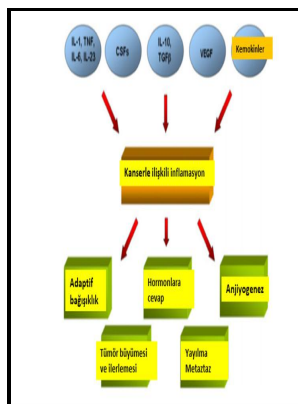 IL-1, TNF,
IL-6, IL-23
CSFs
IL-10,
TGFβ
VEGF
Kemokinler
Kanserle ilişkili inflamasyon
Adaptif
bağışıklık
Hormonlara
cevap
Anjiyogenez
Tümör büyümesi
ve ilerlemesi
Yayılma
Metaztaz